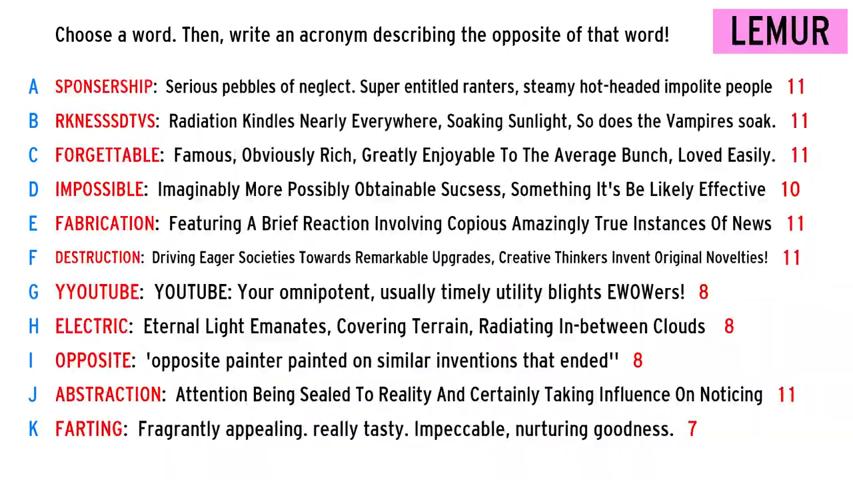 Choose a word. Then, write an acronym describing the opposite of that word!
LEMUR
A SPONSERSHIP: Serious pebbles of neglect. Super entitled ranters, steamy hot-headed impolite people 11
B RKNESSSDTVS: Radiation Kindles Nearly Everywhere, Soaking Sunlight, So does the Vampires soak. 11
C FORGETTABLE: Famous, Obviously Rich, Greatly Enjoyable To The Average Bunch, Loved Easily. 11
D IMPOSSIBLE: Imaginably More Possibly Obtainable Sucsess, Something It's Be Likely Effective 10
E FABRICATION: Featuring A Brief Reaction Involving Copious Amazingly True Instances Of News 11
F DESTRUCTION: Driving Eager Societies Towards Remarkable Upgrades, Creative Thinkers Invent Original Novelties! 11
G YYOUTUBE: YOUTUBE: Your omnipotent, usually timely utility blights EWOWers! 8
H ELECTRIC: Eternal Light Emanates, Covering Terrain, Radiating In-between Clouds 8
I OPPOSITE: 'opposite painter painted on similar inventions that ended'' 8
J ABSTRACTION: Attention Being Sealed To Reality And Certainly Taking Influence On Noticing 11
K FARTING: Fragrantly appealing. really tasty. Impeccable, nurturing goodness. 7